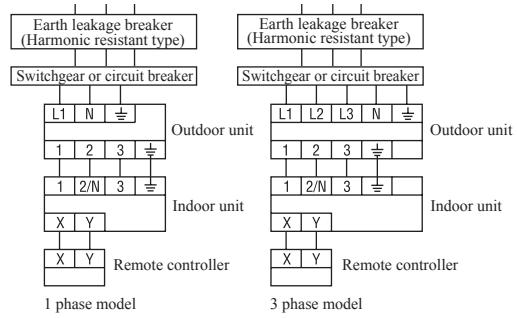 Earth leakage breaker
(Harmonic resistant type)
Switchgear or circuit breaker
L1 N ⏚
Outdoor unit
1 2 3 ⏚
1 2/N 3 ⏚
Indoor unit
X Y
X Y
Remote controller
1 phase model
Earth leakage breaker
(Harmonic resistant type)
Switchgear or circuit breaker
L1 L2 L3 N ⏚
Outdoor unit
1 2 3 ⏚
1 2/N 3 ⏚
Indoor unit
X Y
X Y
Remote controller
3 phase model